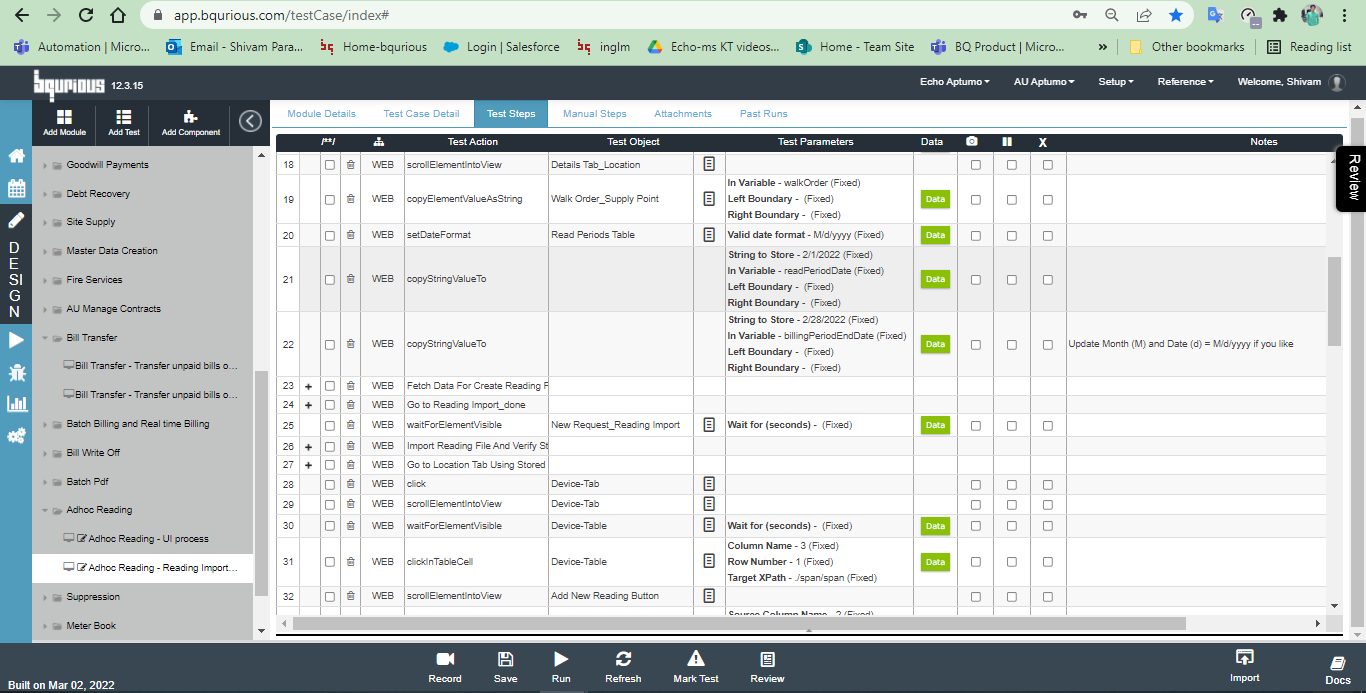 app.bqurious.com/testCase/index#
Automation | Micro...
Email - Shivam Para...
Home-bqurious
Login | Salesforce
inglm
Echo-ms KT videos...
Home - Team Site
BQ Product | Micro...
»
Other bookmarks
Reading list
bqurious 12.3.15
Echo Aptumo
AU Aptumo
Setup
Reference
Welcome, Shivam
Add Module
Add Test
Add Component
Module Details
Test Case Detail
Test Steps
Manual Steps
Attachments
Past Runs
DESIGN
Goodwill Payments
Debt Recovery
Site Supply
Master Data Creation
Fire Services
AU Manage Contracts
Bill Transfer
Bill Transfer - Transfer unpaid bills o...
Bill Transfer - Transfer unpaid bills o...
Batch Billing and Real time Billing
Bill Write Off
Batch Pdf
Adhoc Reading
Adhoc Reading - UI process
Adhoc Reading - Reading Import...
Suppression
Meter Book
/**/ Test Action Test Object Test Parameters Data X Notes
18 WEB scrollElementIntoView Details Tab_Location
19 WEB copyElementValueAsString Walk Order_Supply Point Data
In Variable - walkOrder (Fixed)
Left Boundary - (Fixed)
Right Boundary - (Fixed)
20 WEB setDateFormat Read Periods Table Valid date format - M/d/yyyy (Fixed) Data
21 WEB copyStringValueTo Data
String to Store - 2/1/2022 (Fixed)
In Variable - readPeriodDate (Fixed)
Left Boundary - (Fixed)
Right Boundary - (Fixed)
22 WEB copyStringValueTo Data Update Month (M) and Date (d) = M/d/yyyy if you like
String to Store - 2/28/2022 (Fixed)
In Variable - billingPeriodEndDate (Fixed)
Left Boundary - (Fixed)
Right Boundary - (Fixed)
23 + WEB Fetch Data For Create Reading F
24 + WEB Go to Reading Import_done
25 WEB waitForElementVisible New Request_Reading Import Wait for (seconds) - (Fixed) Data
26 + WEB Import Reading File And Verify St
27 + WEB Go to Location Tab Using Stored
28 WEB click Device-Tab
29 WEB scrollElementIntoView Device-Tab
30 WEB waitForElementVisible Device-Table Wait for (seconds) - (Fixed) Data
31 WEB clickInTableCell Device-Table Data
Column Name - 3 (Fixed)
Row Number - 1 (Fixed)
Target XPath - ./span/span (Fixed)
32 WEB scrollElementIntoView Add New Reading Button
Source Column Name - 2 (Fixed)
Review
Record
Save
Run
Refresh
Mark Test
Review
Import
Docs
Built on Mar 02, 2022